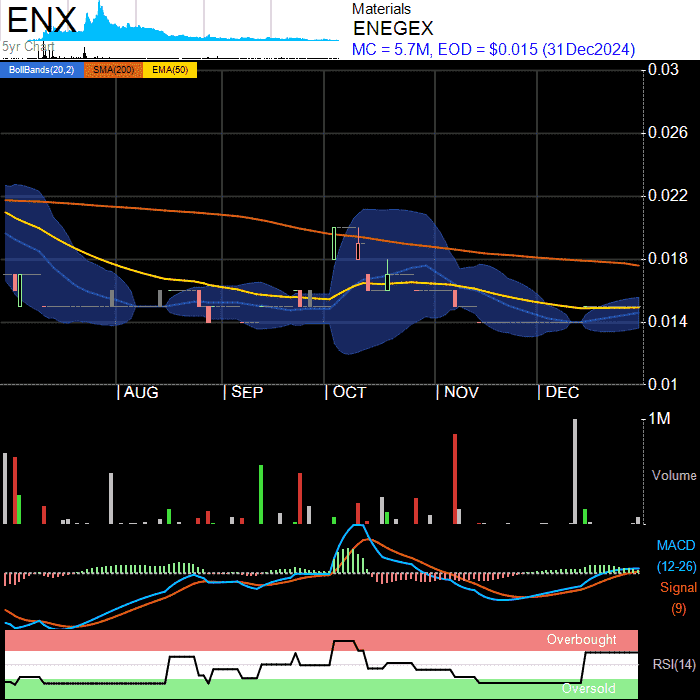 ENX
5yr Chart
Materials
ENEGEX
MC = 5.7M, EOD = $0.015 (31Dec2024)
BollBands(20,2) SMA(200) EMA(50)
0.03
0.026
0.022
0.018
0.014
0.01
AUG SEP OCT NOV DEC
1M
Volume
MACD
(12-26)
Signal
(9)
Overbought
RSI(14)
Oversold